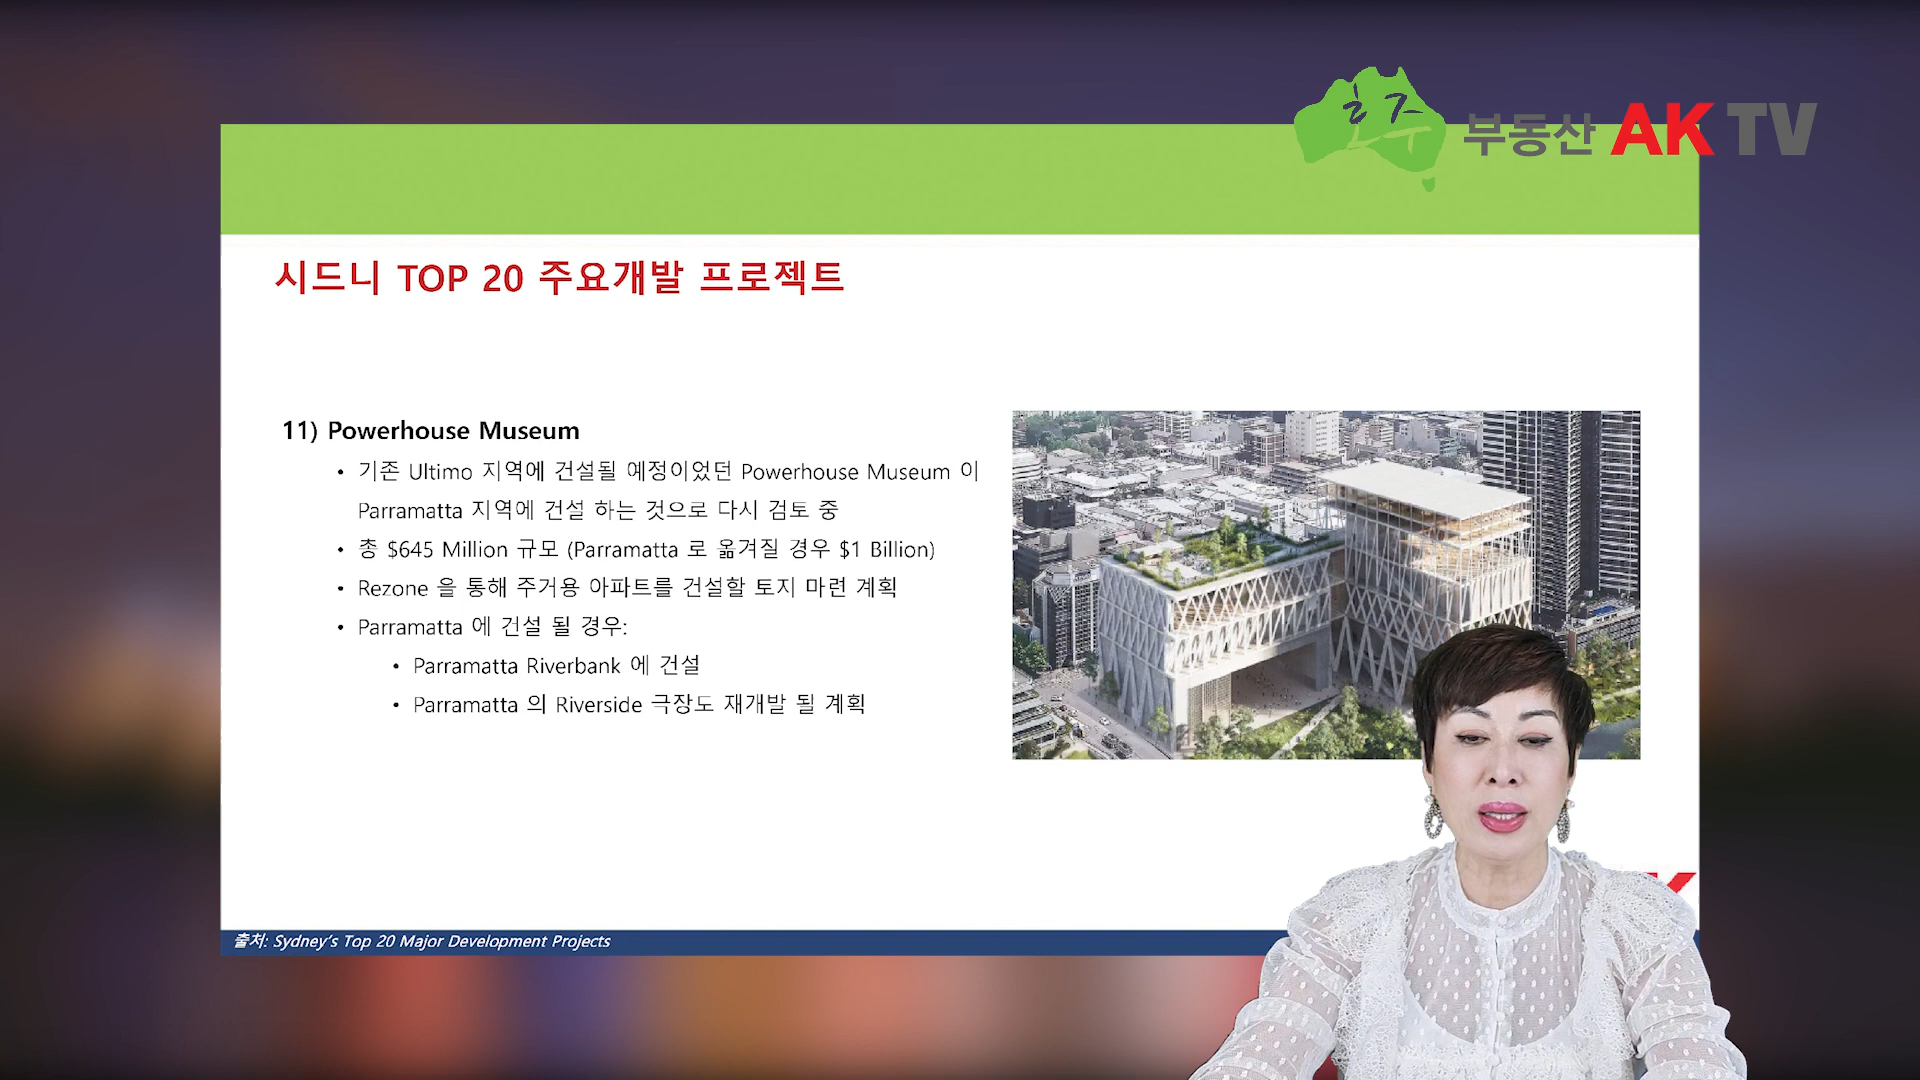 호주
부동산 AK TV
시드니 TOP 20 주요개발 프로젝트
11) Powerhouse Museum
• 기존 Ultimo 지역에 건설될 예정이었던 Powerhouse Museum 이
Parramatta 지역에 건설 하는 것으로 다시 검토 중
• 총 $645 Million 규모 (Parramatta 로 옮겨질 경우 $1 Billion)
• Rezone 을 통해 주거용 아파트를 건설할 토지 마련 계획
• Parramatta 에 건설 될 경우:
• Parramatta Riverbank 에 건설
• Parramatta 의 Riverside 극장도 재개발 될 계획
출처: Sydney's Top 20 Major Development Projects